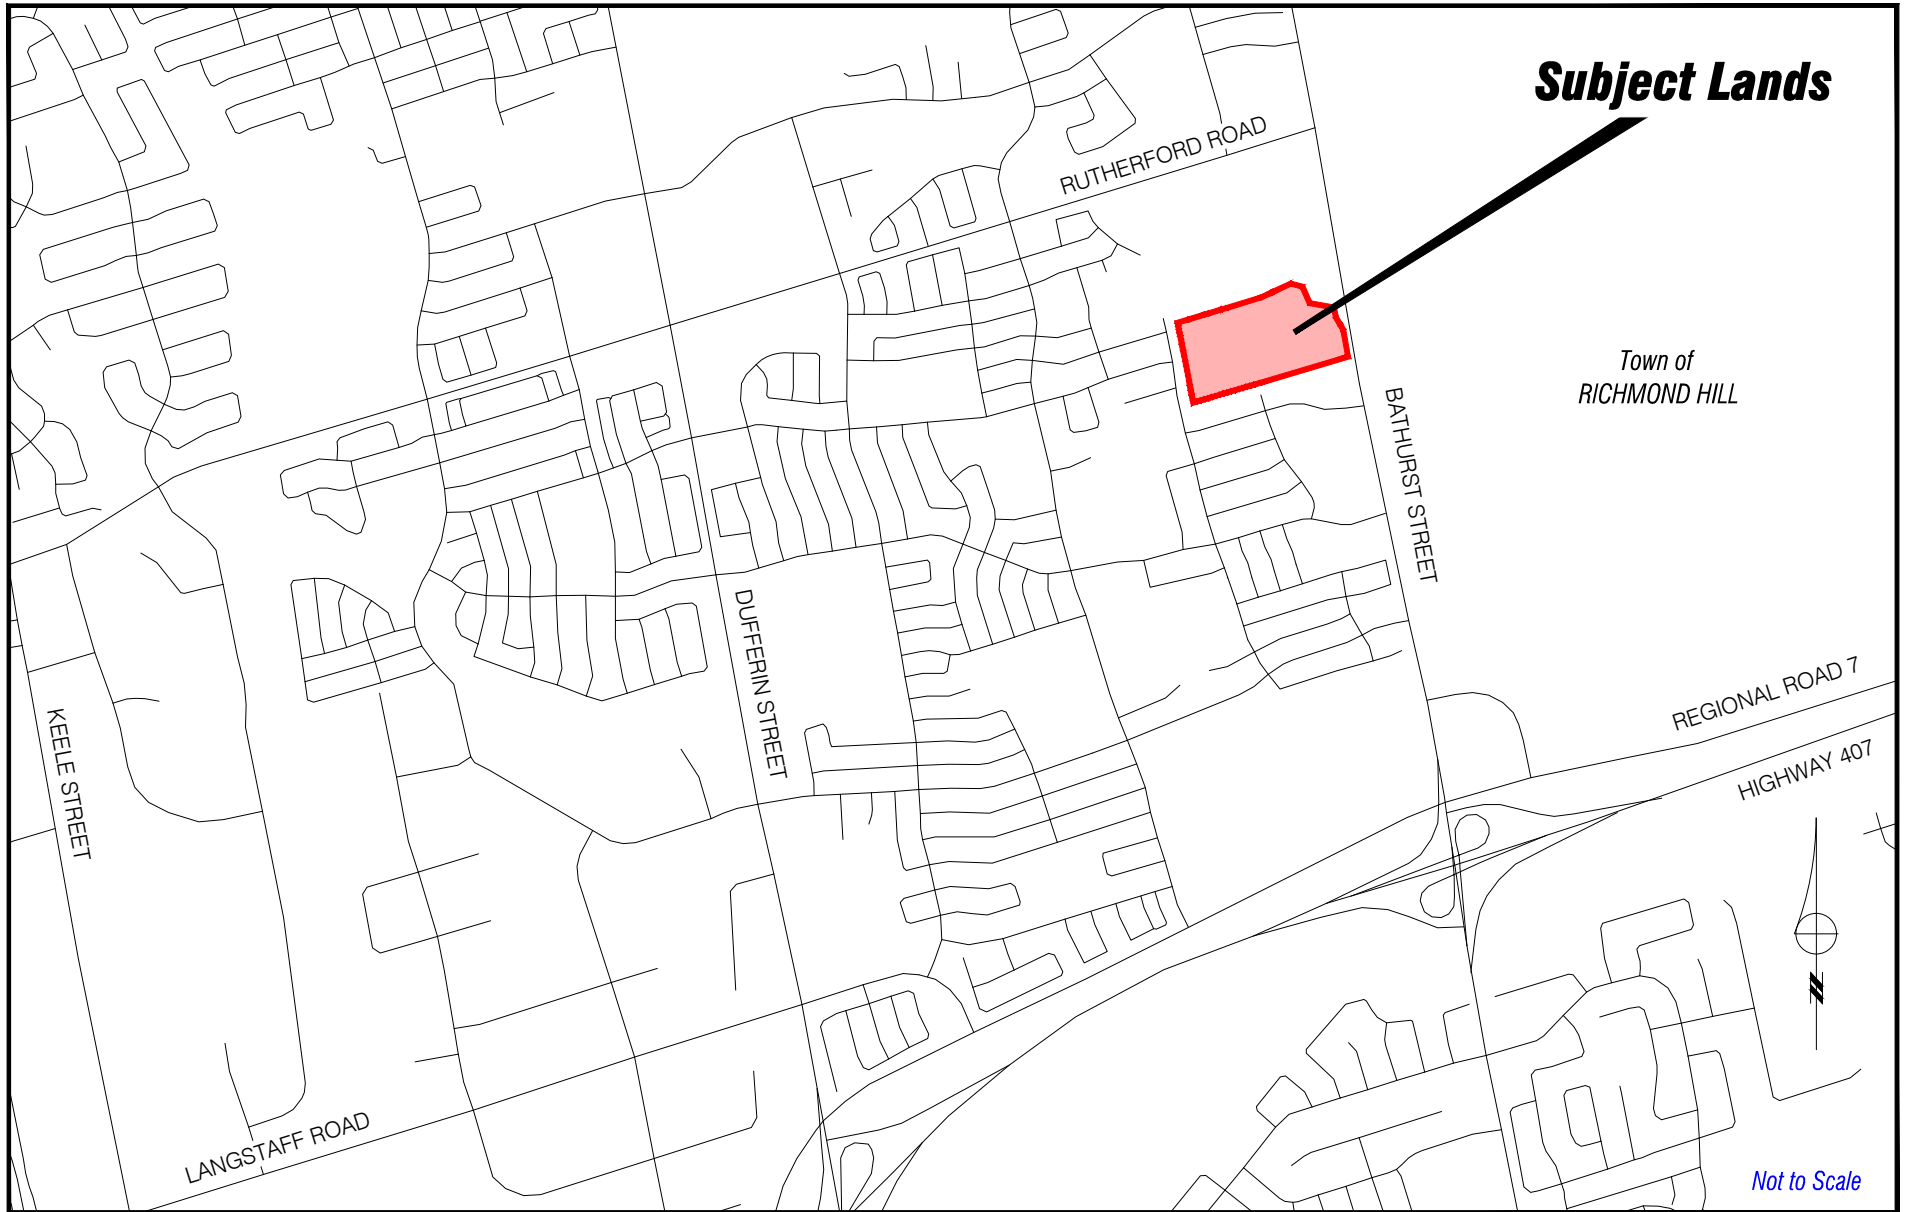 Subject Lands
RUTHERFORD ROAD
Town of
RICHMOND HILL
BATHURST STREET
DUFFERIN STREET
KEELE STREET
REGIONAL ROAD 7
HIGHWAY 407
N
LANGSTAFF ROAD
Not to Scale